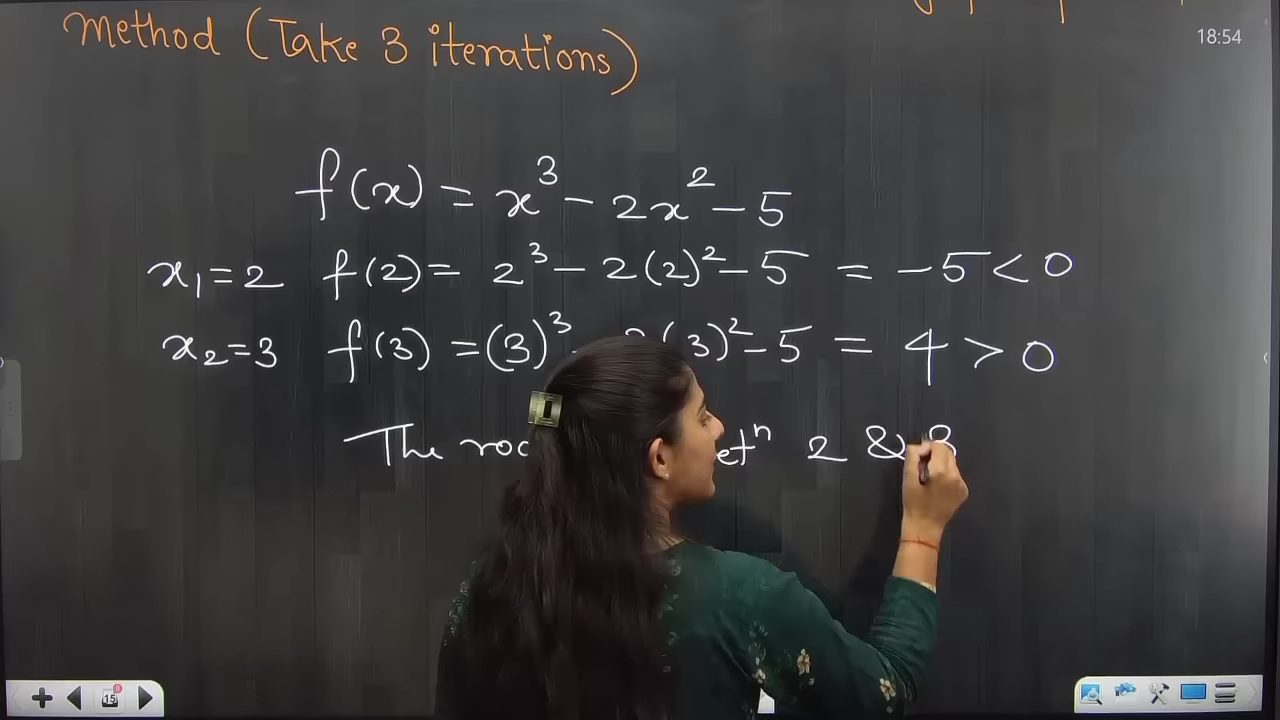 18:54
Method (Take 3 iterations)
f(x) = x³ - 2x² - 5
x₁=2 f(2) = 2³ - 2(2)² - 5 = -5 < 0
x₂=3 f(3) = (3)³ - (3)² - 5 = 4 > 0
The 2 &
15